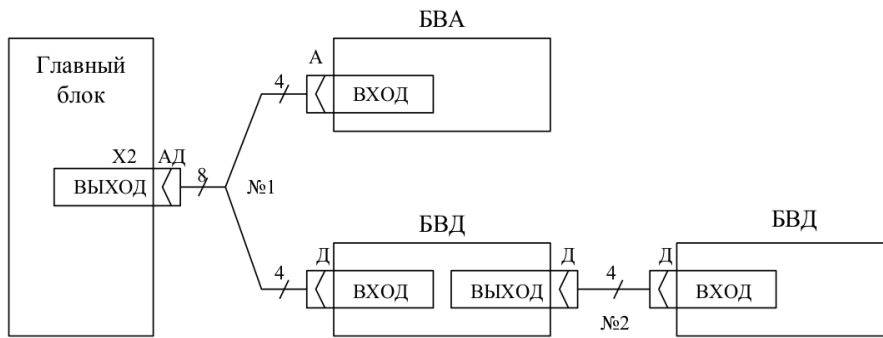 БВА
Главный
блок
А
4
ВХОД
Х2 АД
ВЫХОД
8
№1
БВД
БВД
4
Д
ВХОД
ВЫХОД
Д
4
Д
ВХОД
№2